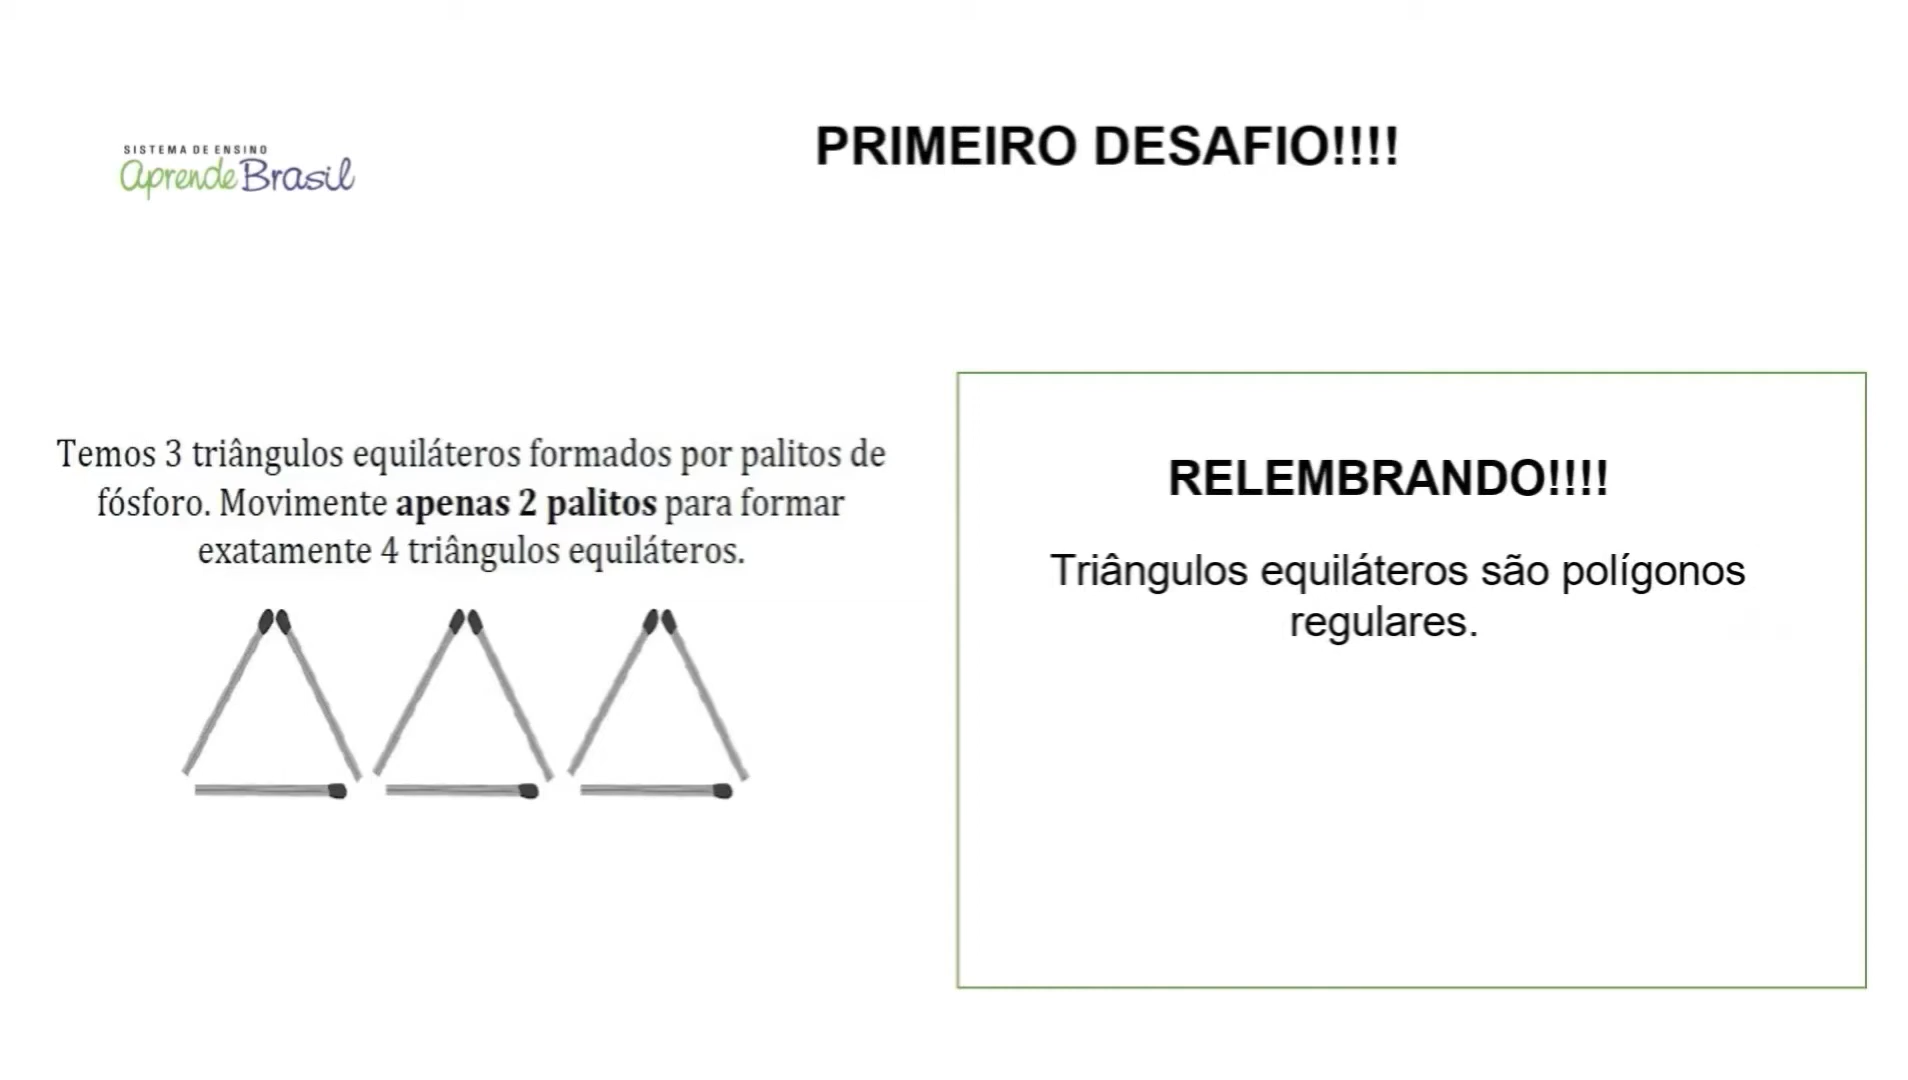 SISTEMA DE ENSINO
aprende Brasil
PRIMEIRO DESAFIO!!!!
Temos 3 triângulos equiláteros formados por palitos de
fósforo. Movimente apenas 2 palitos para formar
exatamente 4 triângulos equiláteros.
RELEMBRANDO!!!!
Triângulos equiláteros são polígonos
regulares.